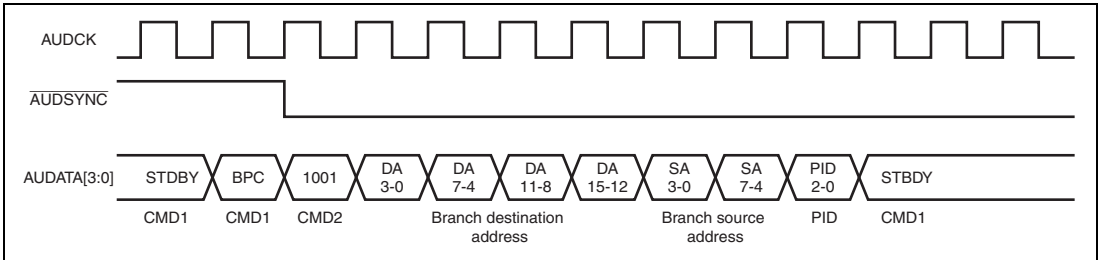 AUDCK
AUDSYNC
AUDATA[3:0]
STDBY
BPC
1001
DA
3-0
DA
7-4
DA
11-8
DA
15-12
SA
3-0
SA
7-4
PID
2-0
STBDY
CMD1
CMD1
CMD2
Branch destination
address
Branch source
address
PID
CMD1